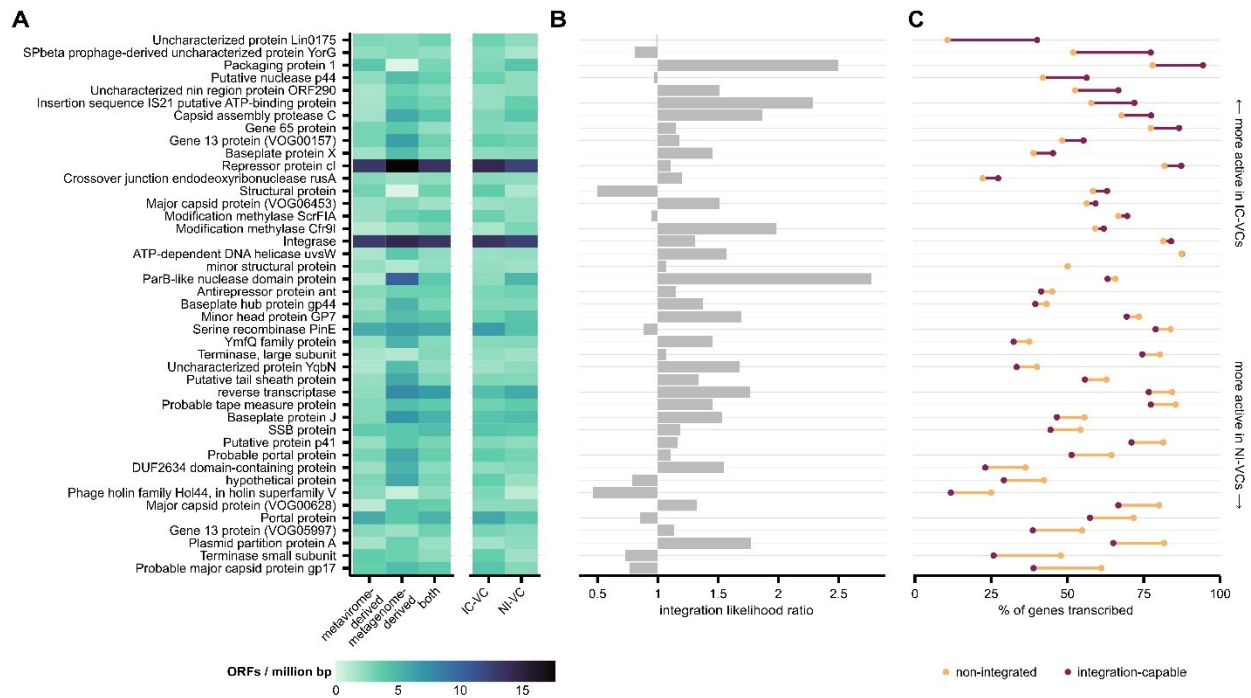 A
B
C
Uncharacterized protein Lin0175
SPbeta prophage-derived uncharacterized protein YorG
Packaging protein 1
Putative nuclease p44
Uncharacterized nin region protein ORF290
Insertion sequence IS21 putative ATP-binding protein
Capsid assembly protease C
Gene 65 protein
Gene 13 protein (VOG00157)
Baseplate protein X
Repressor protein cI
Crossover junction endodeoxyribonuclease rusA
Structural protein
Major capsid protein (VOG06453)
Modification methylase ScrFIA
Modification methylase Cfr9I
Integrase
ATP-dependent DNA helicase uvsW
minor structural protein
ParB-like nuclease domain protein
Antirepressor protein ant
Baseplate hub protein gp44
Minor head protein GP7
Serine recombinase PinE
YmfQ family protein
Terminase, large subunit
Uncharacterized protein YqbN
Putative tail sheath protein
reverse transcriptase
Probable tape measure protein
Baseplate protein J
SSB protein
Putative protein p41
Probable portal protein
DUF2634 domain-containing protein
hypothetical protein
Phage holin family Hol44, in holin superfamily V
Major capsid protein (VOG00628)
Portal protein
Gene 13 protein (VOG05997)
Plasmid partition protein A
Terminase small subunit
Probable major capsid protein gp17
metavirome-
derived
metagenome-
derived
both
IC-VC
NI-VC
ORFs / million bp
0 5 10 15
0.5 1 1.5 2.0 2.5
integration likelihood ratio
← more active in IC-VCs
more active in NI-VCs →
0 25 50 75 100
% of genes transcribed
non-integrated
integration-capable